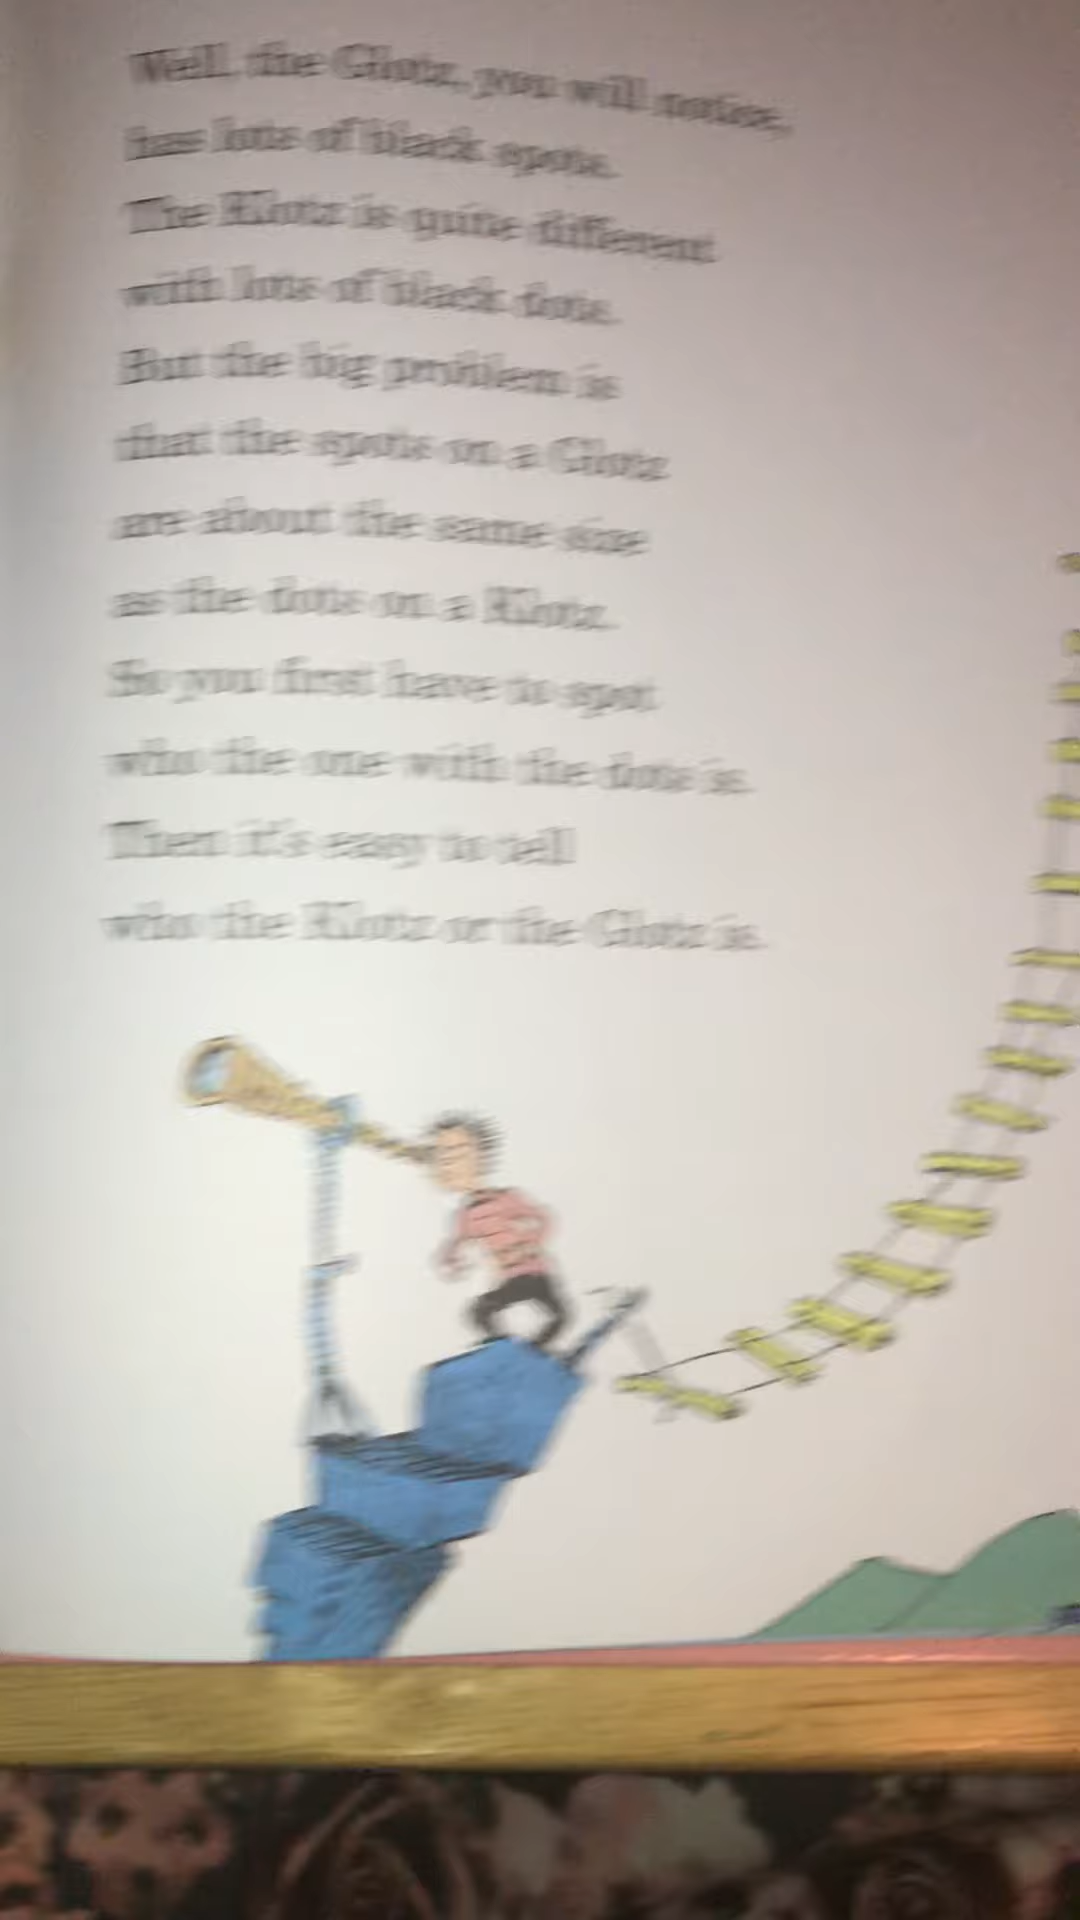 Well, the Glotz, you will notice,
has lots of black spots.
The Klotz is quite different
with lots of black dots.
But the big problem is
that the spots on a Glotz
are about the same size
as the dots on a Klotz.
So you first have to spot
who the one with the dots is.
Then it's easy to tell
who the Klotz or the Glotz is.